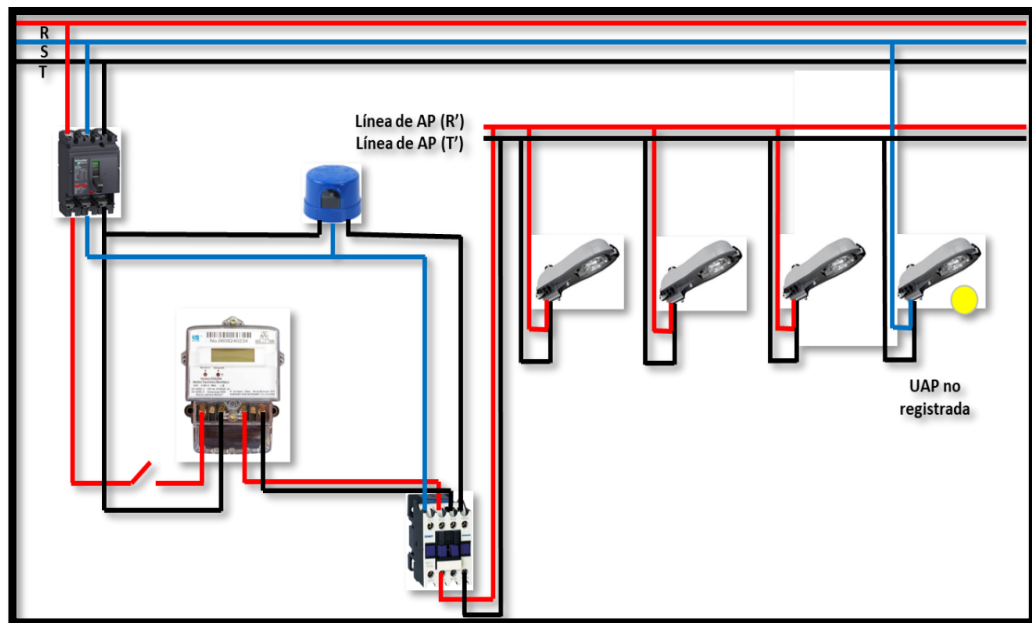 R
S
T
Línea de AP (R’)
Línea de AP (T’)
UAP no
registrada